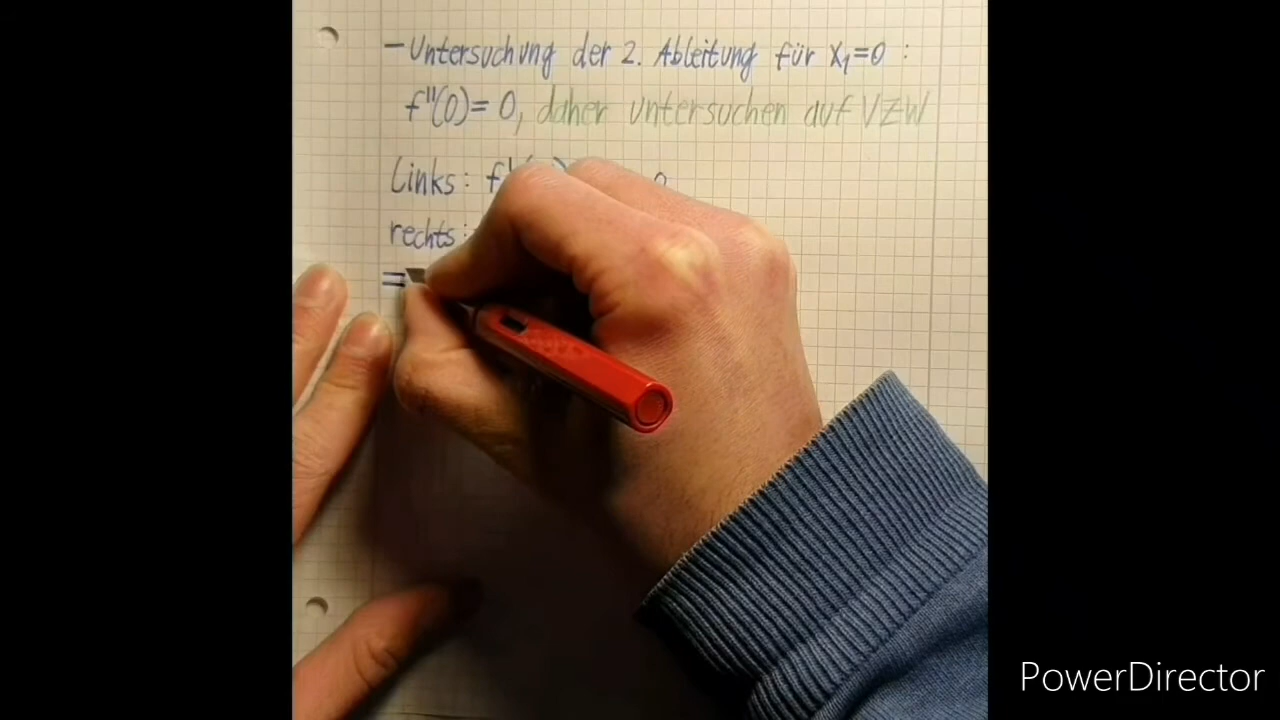 - Untersuchung der 2. Ableitung für x₁=0 :
f''(0)= 0, daher untersuchen auf VZW
Links: f'(
rechts:
=
PowerDirector